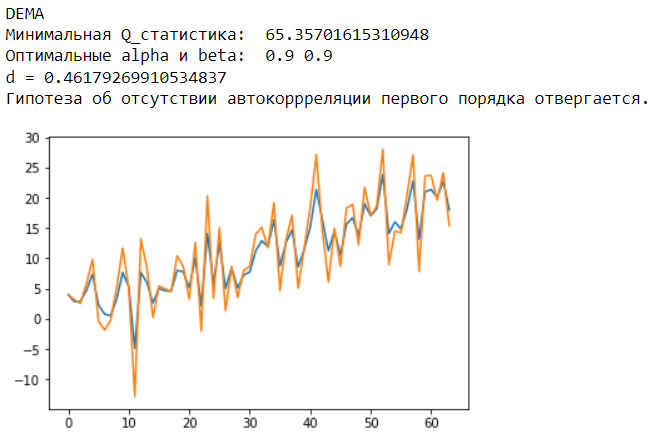 DEMA
Минимальная Q_статистика:  65.35701615310948
Оптимальные alpha и beta:  0.9 0.9
d = 0.46179269910534837
Гипотеза об отсутствии автокоррреляции первого порядка отвергается.
30
25
20
15
10
5
0
−5
−10
0 10 20 30 40 50 60